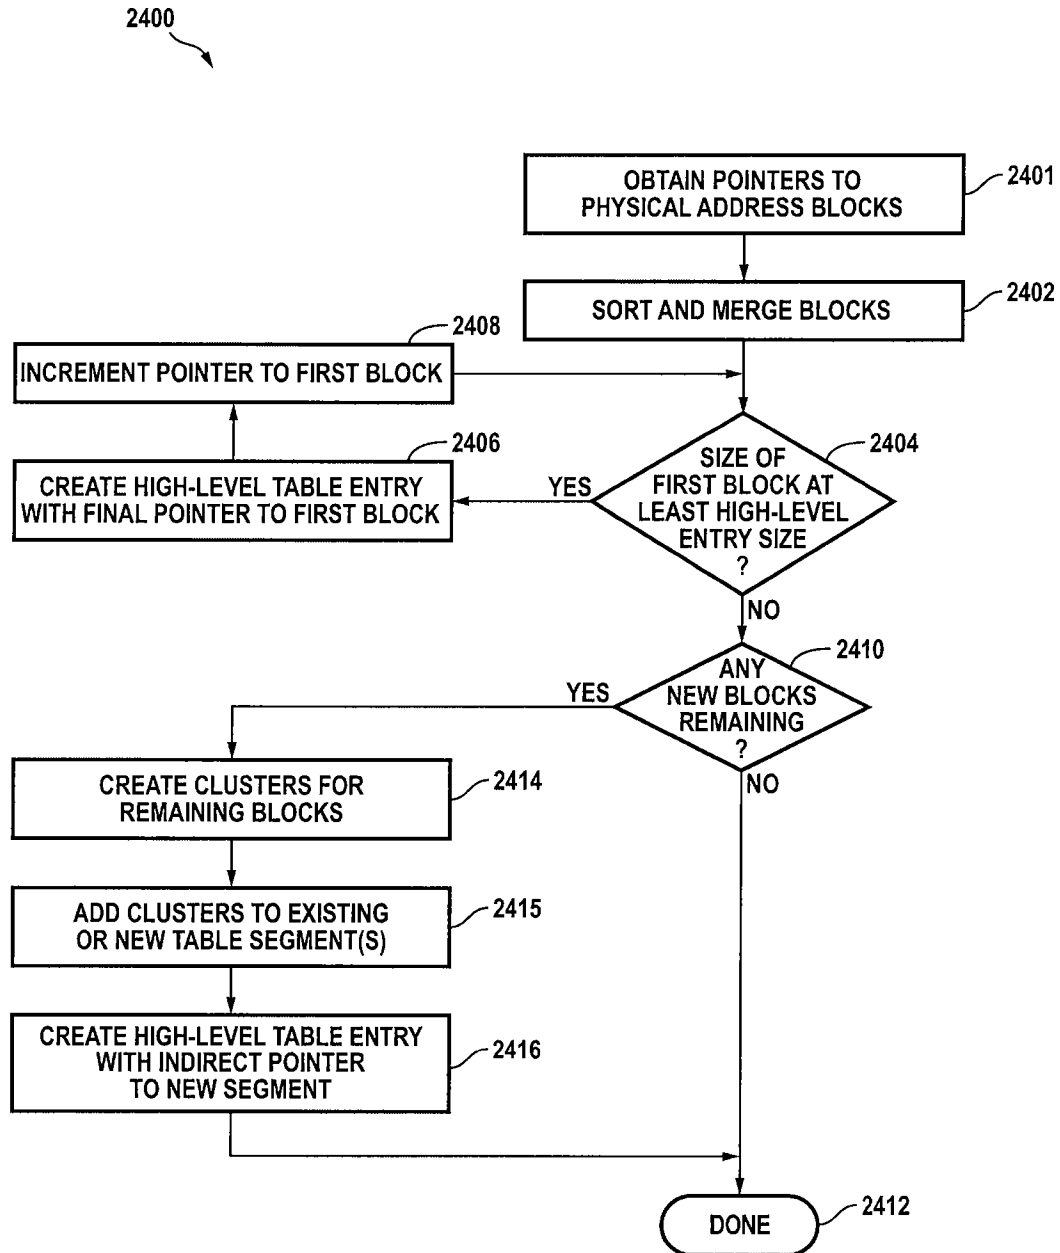 2400
OBTAIN POINTERS TO
PHYSICAL ADDRESS BLOCKS
2401
SORT AND MERGE BLOCKS
2402
2408
INCREMENT POINTER TO FIRST BLOCK
2406
CREATE HIGH-LEVEL TABLE ENTRY
WITH FINAL POINTER TO FIRST BLOCK
YES
2404
SIZE OF
FIRST BLOCK AT
LEAST HIGH-LEVEL
ENTRY SIZE
?
NO
2410
ANY
NEW BLOCKS
REMAINING
?
YES
NO
CREATE CLUSTERS FOR
REMAINING BLOCKS
2414
ADD CLUSTERS TO EXISTING
OR NEW TABLE SEGMENT(S)
2415
CREATE HIGH-LEVEL TABLE ENTRY
WITH INDIRECT POINTER
TO NEW SEGMENT
2416
DONE
2412